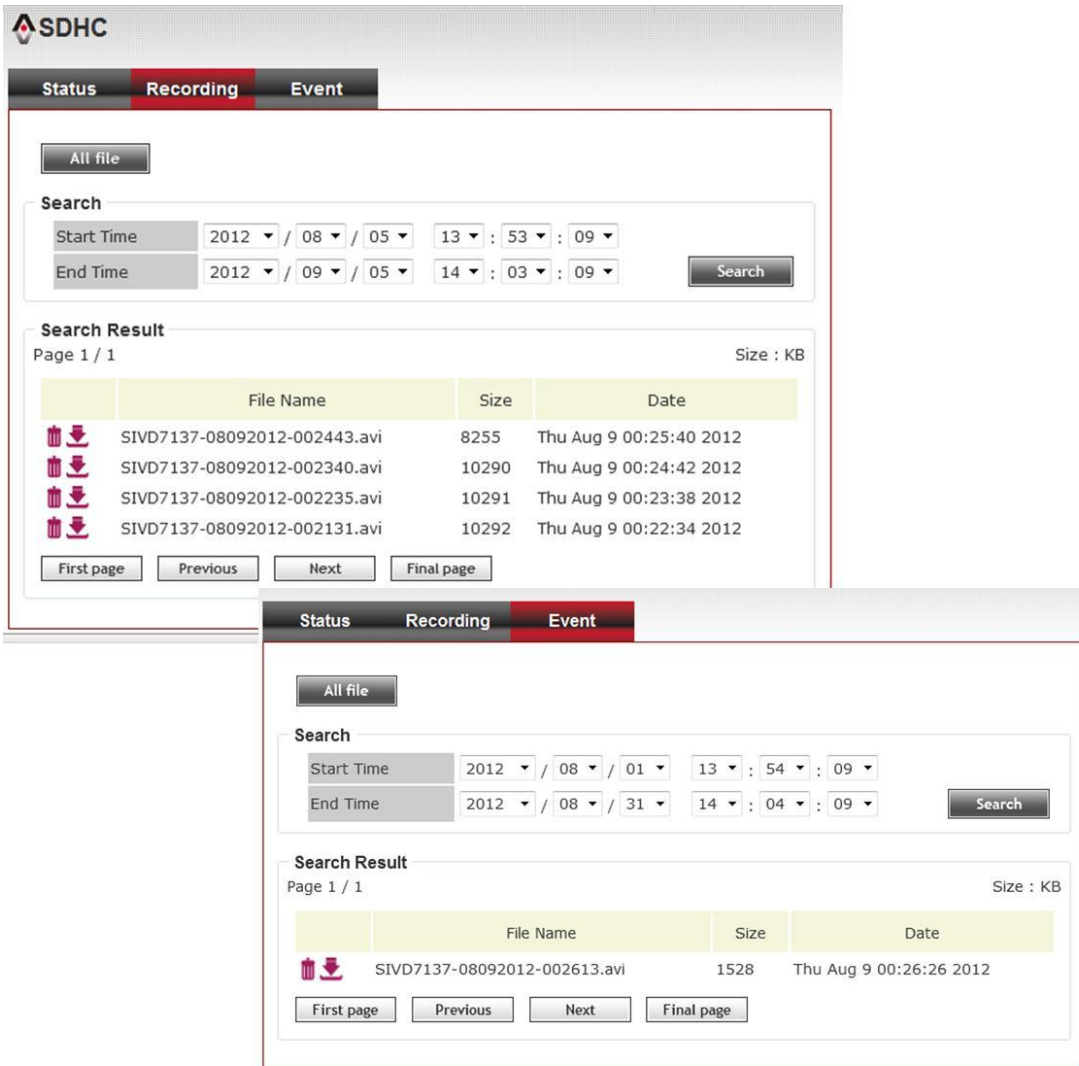 SDHC
Status Recording Event
All file
Search
Start Time 2012 / 08 / 05 13 : 53 : 09
End Time 2012 / 09 / 05 14 : 03 : 09 Search
Search Result
Page 1 / 1 Size : KB
File Name Size Date
SIVD7137-08092012-002443.avi 8255 Thu Aug 9 00:25:40 2012
SIVD7137-08092012-002340.avi 10290 Thu Aug 9 00:24:42 2012
SIVD7137-08092012-002235.avi 10291 Thu Aug 9 00:23:38 2012
SIVD7137-08092012-002131.avi 10292 Thu Aug 9 00:22:34 2012
First page Previous Next Final page
Status Recording Event
All file
Search
Start Time 2012 / 08 / 01 13 : 54 : 09
End Time 2012 / 08 / 31 14 : 04 : 09 Search
Search Result
Page 1 / 1 Size : KB
File Name Size Date
SIVD7137-08092012-002613.avi 1528 Thu Aug 9 00:26:26 2012
First page Previous Next Final page